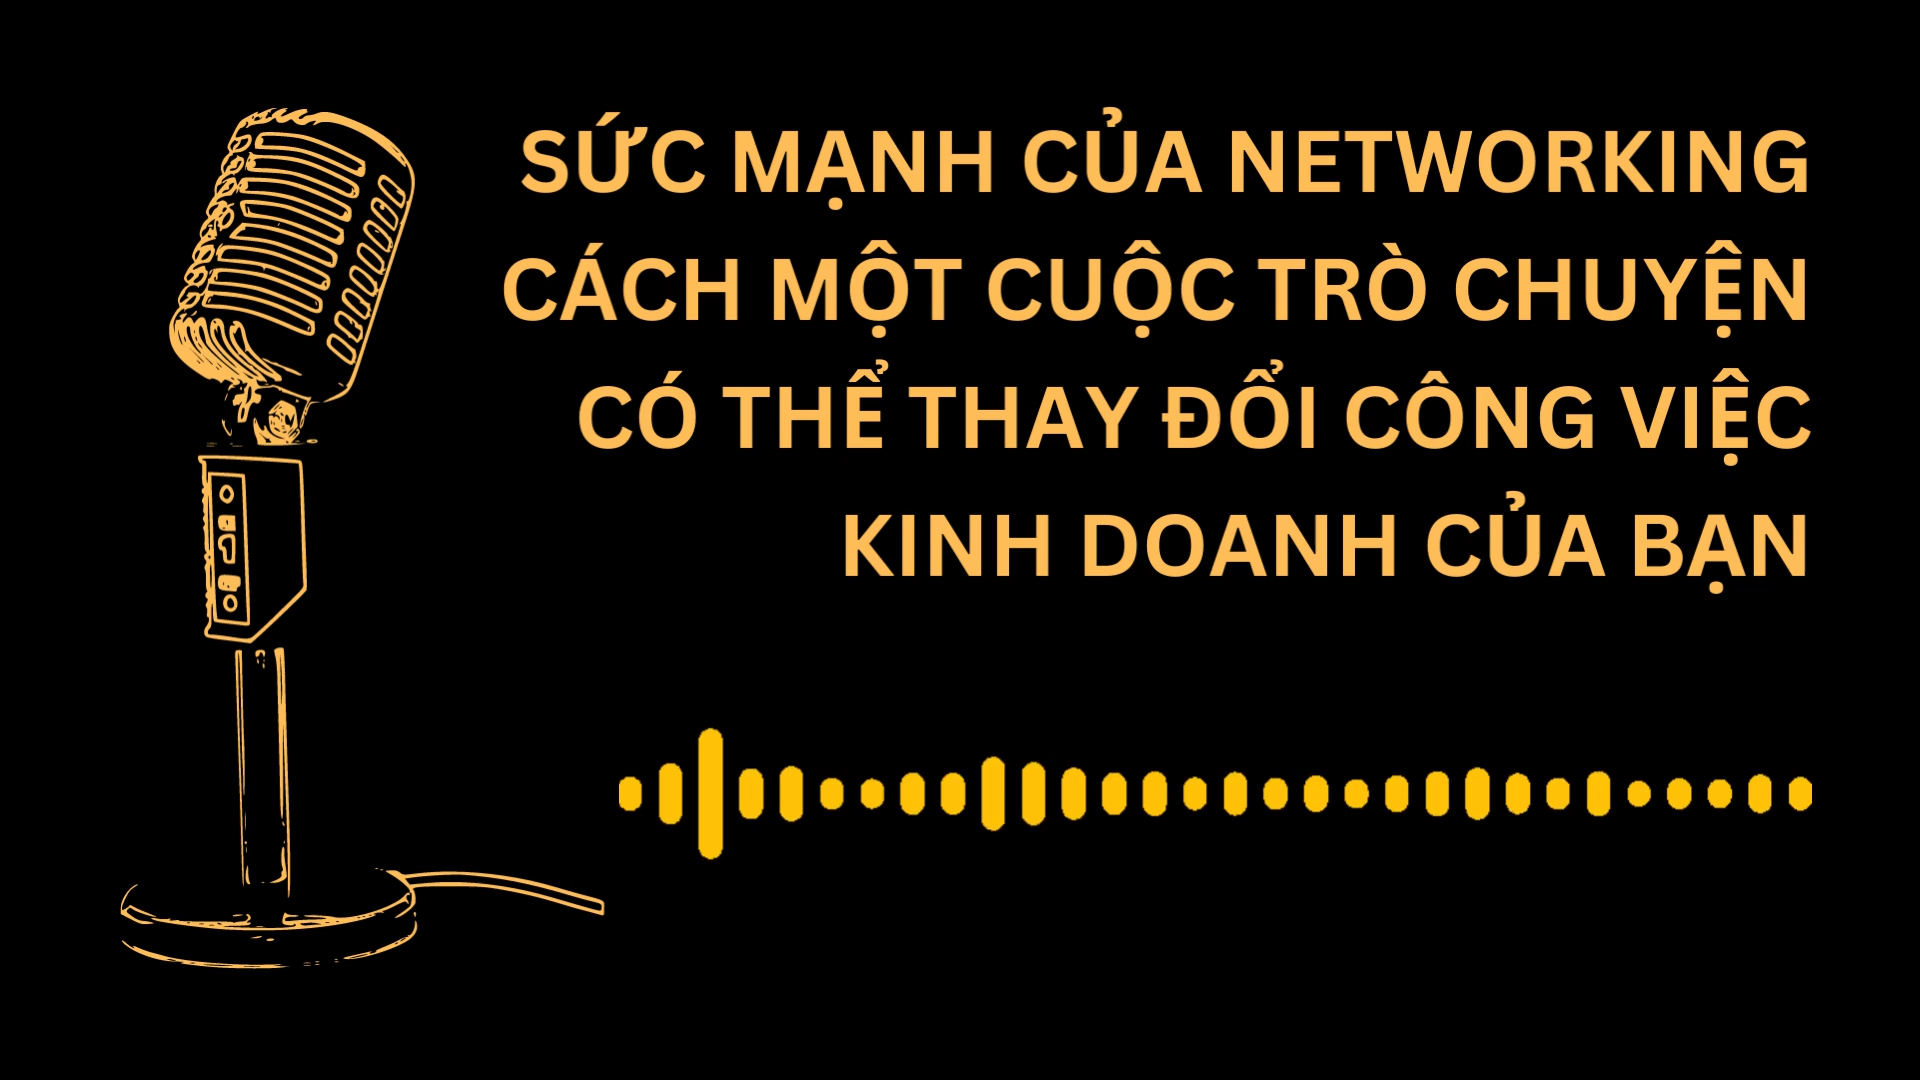 SỨC MẠNH CỦA NETWORKING
CÁCH MỘT CUỘC TRÒ CHUYỆN
CÓ THỂ THAY ĐỔI CÔNG VIỆC
KINH DOANH CỦA BẠN